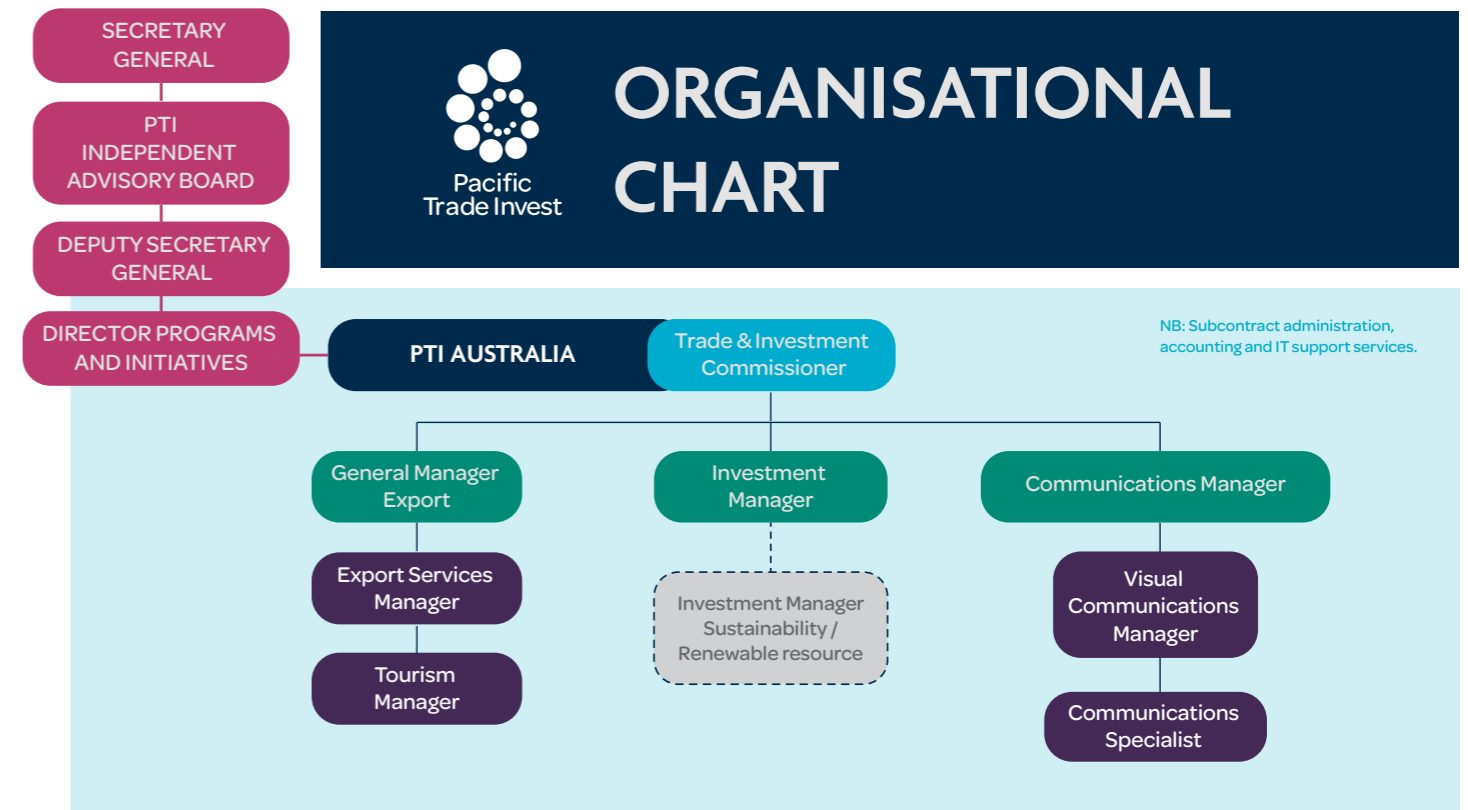 SECRETARY
GENERAL
PTI
INDEPENDENT
ADVISORY BOARD
DEPUTY SECRETARY
GENERAL
DIRECTOR PROGRAMS
AND INITIATIVES
Pacific
Trade Invest
ORGANISATIONAL
CHART
PTI AUSTRALIA
Trade & Investment
Commissioner
NB: Subcontract administration,
accounting and IT support services.
General Manager
Export
Export Services
Manager
Tourism
Manager
Investment
Manager
Investment Manager
Sustainability /
Renewable resource
Communications Manager
Visual
Communications
Manager
Communications
Specialist